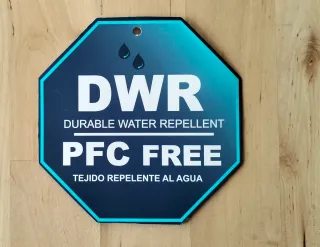 DWR
DURABLE WATER REPELLENT
PFC FREE
TEJIDO REPELENTE AL AGUA